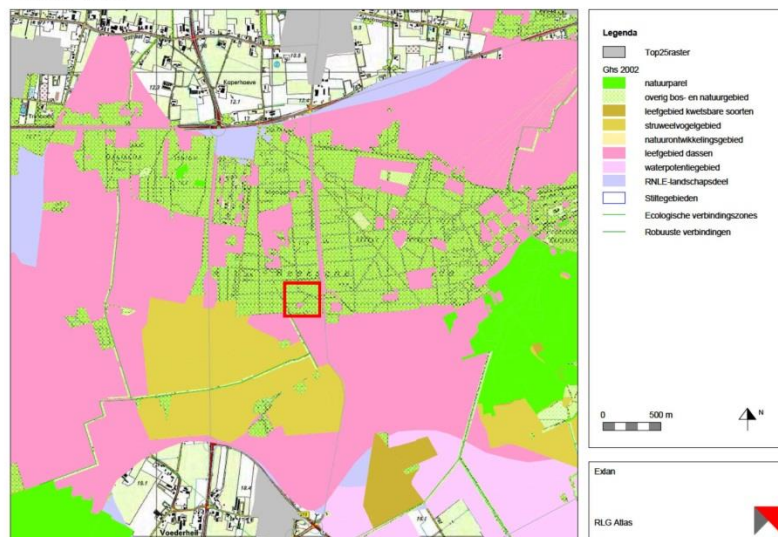 Koperhoeve
Voederheil
Legenda
Top25raster
Ghs 2002
natuurparel
overig bos- en natuurgebied
leefgebied kwetsbare soorten
struweelvogelgebied
natuurontwikkelingsgebied
leefgebied dassen
waterpotentiegebied
RNLE-landschapsdeel
Stiltegebieden
Ecologische verbindingszones
Robuuste verbindingen
0 500 m
N
Exlan
RLG Atlas